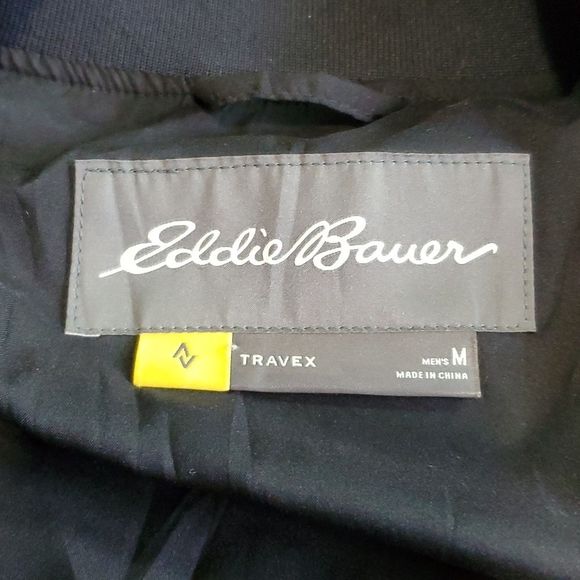 Eddie Bauer
TRAVEX
MEN'S M
MADE IN CHINA